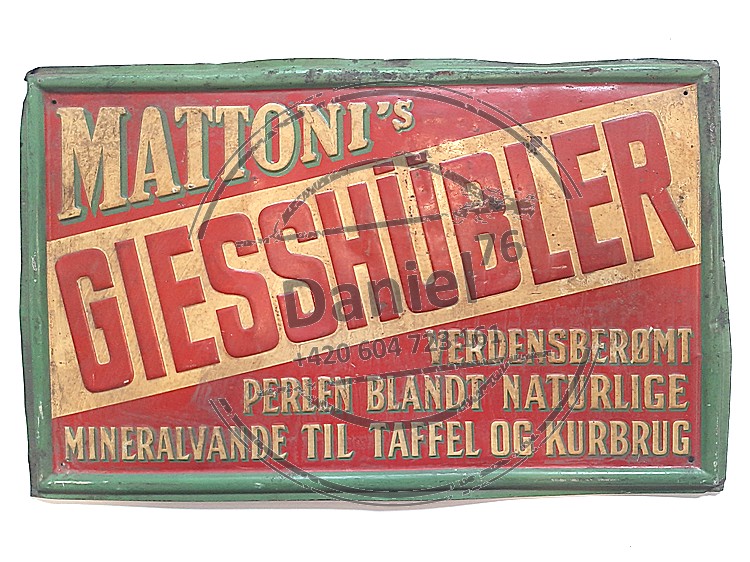 MATTONI'S
GIESSHÜBLER
VERDENSBERØMT
PERLEN BLANDT NATURLIGE
MINERALVANDE TIL TAFFEL OG KURBRUG
Daniel 76
+420 604 723 161